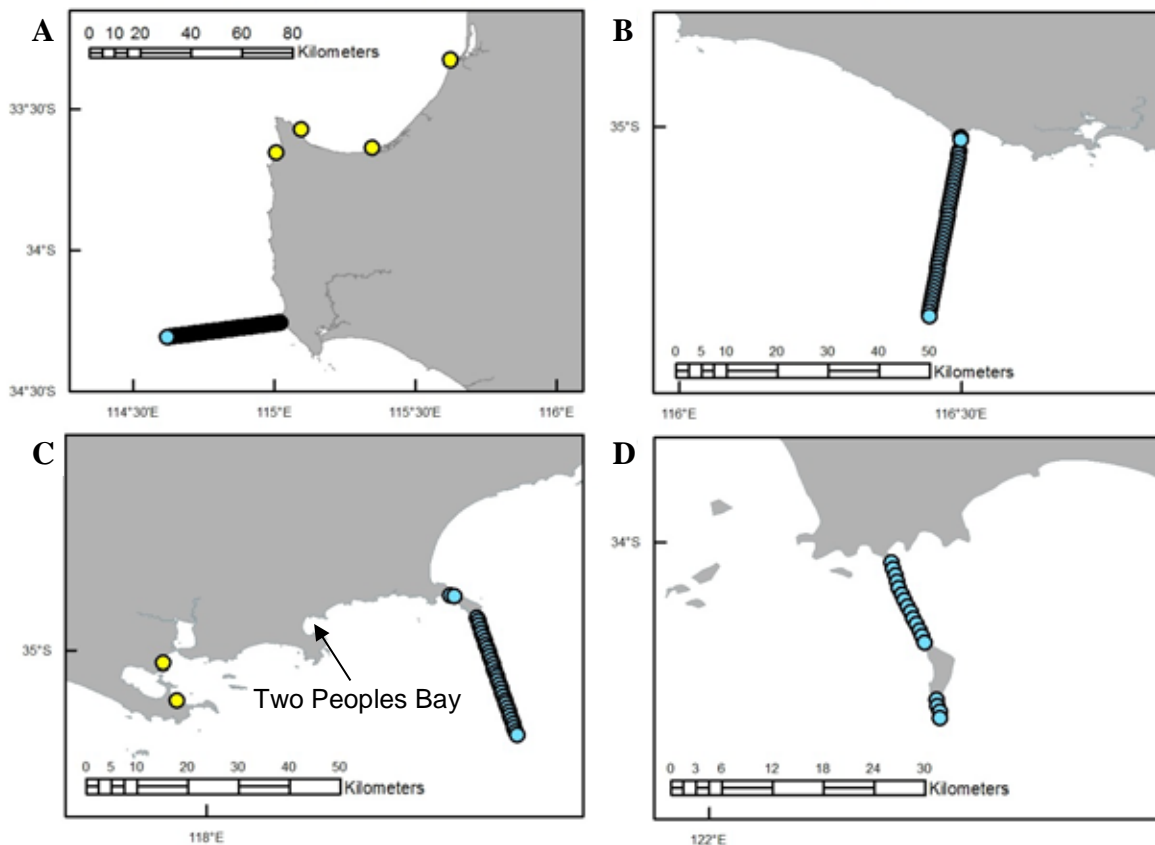 A
0 10 20 40 60 80
Kilometers
33°30'S
34°S
34°30'S
114°30'E 115°E 115°30'E 116°E
B
35°S
0 5 10 20 30 40 50
Kilometers
116°E 116°30'E
C
35°S
Two Peoples Bay
0 5 10 20 30 40 50
Kilometers
118°E
D
34°S
0 3 6 12 18 24 30
Kilometers
122°E